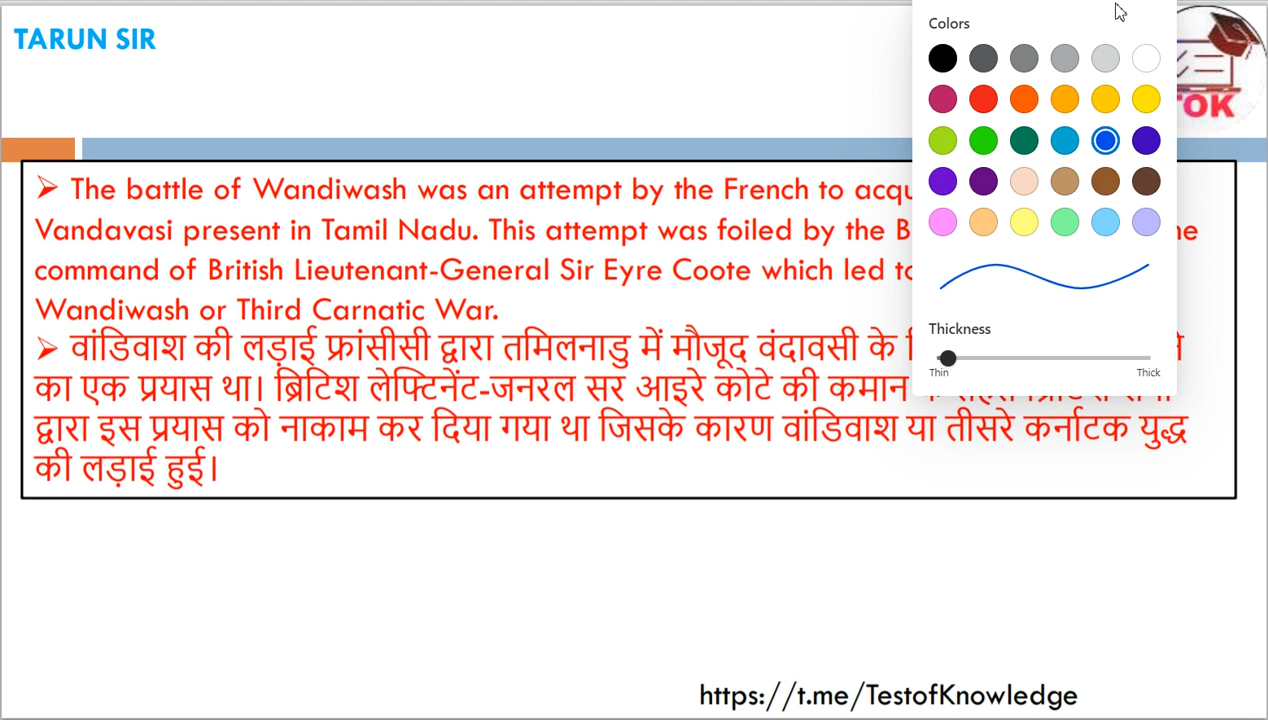 TARUN SIR
Colors
TOK
➢ The battle of Wandiwash was an attempt by the French to
Vandavasi present in Tamil Nadu. This attempt was foiled by the
command of British Lieutenant-General Sir Eyre Coote which led
Wandiwash or Third Carnatic War.
Thickness
➢ वांडिवाश की लड़ाई फ्रांसीसी द्वारा तमिलनाडु में मौजूद वंदावसी के
Thin Thick
का एक प्रयास था। ब्रिटिश लेफ्टिनेंट-जनरल सर आइरे कोटे की कमान
द्वारा इस प्रयास को नाकाम कर दिया गया था जिसके कारण वांडिवाश या तीसरे कर्नाटक युद्ध
की लड़ाई हुई।
https://t.me/TestofKnowledge